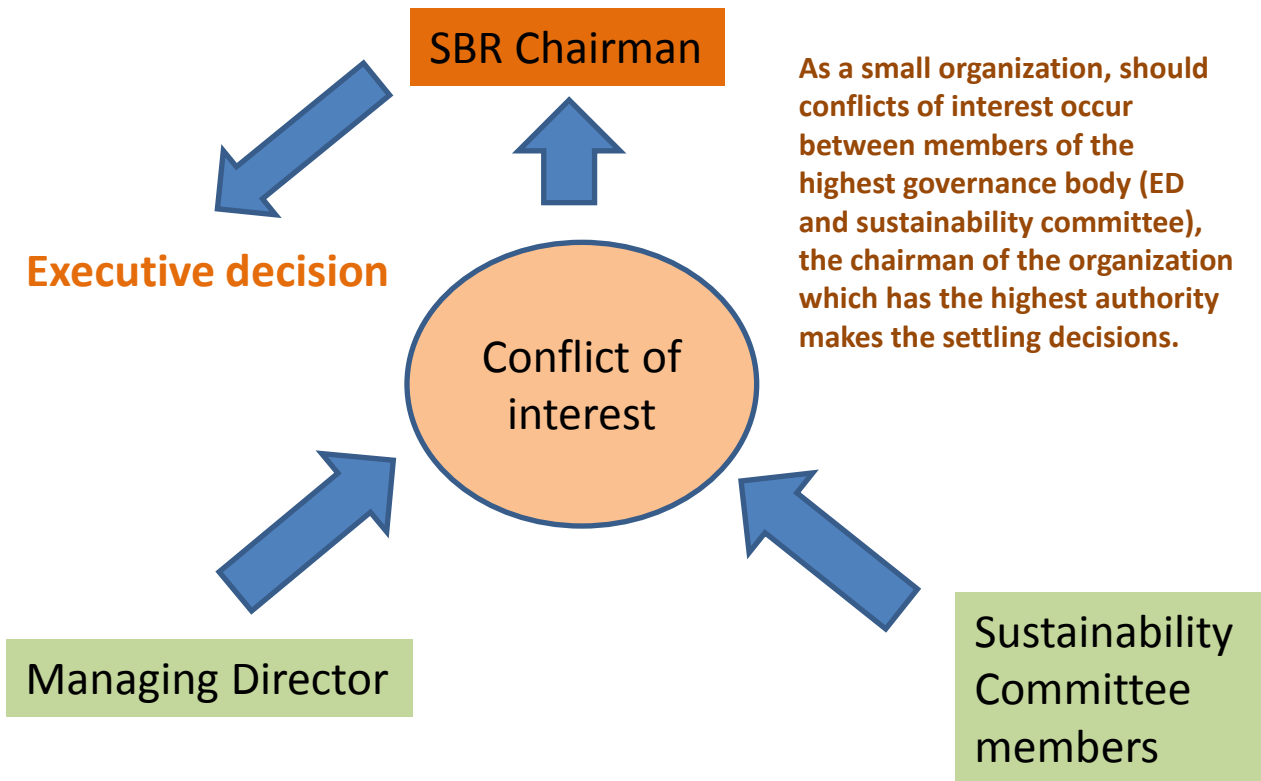 SBR Chairman
As a small organization, should
conflicts of interest occur
between members of the
highest governance body (ED
and sustainability committee),
the chairman of the organization
which has the highest authority
makes the settling decisions.
Executive decision
Conflict of
interest
Managing Director
Sustainability
Committee
members